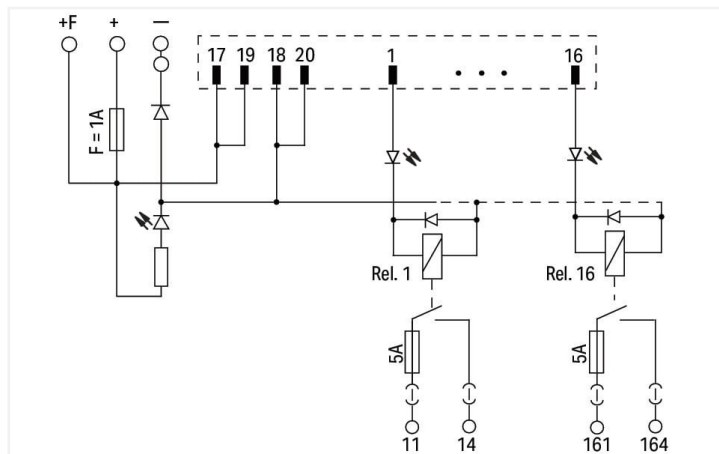 +F + —
17 19 18 20 1 • • • 16
F = 1A
Rel. 1 Rel. 16
5A 5A
11 14 161 164